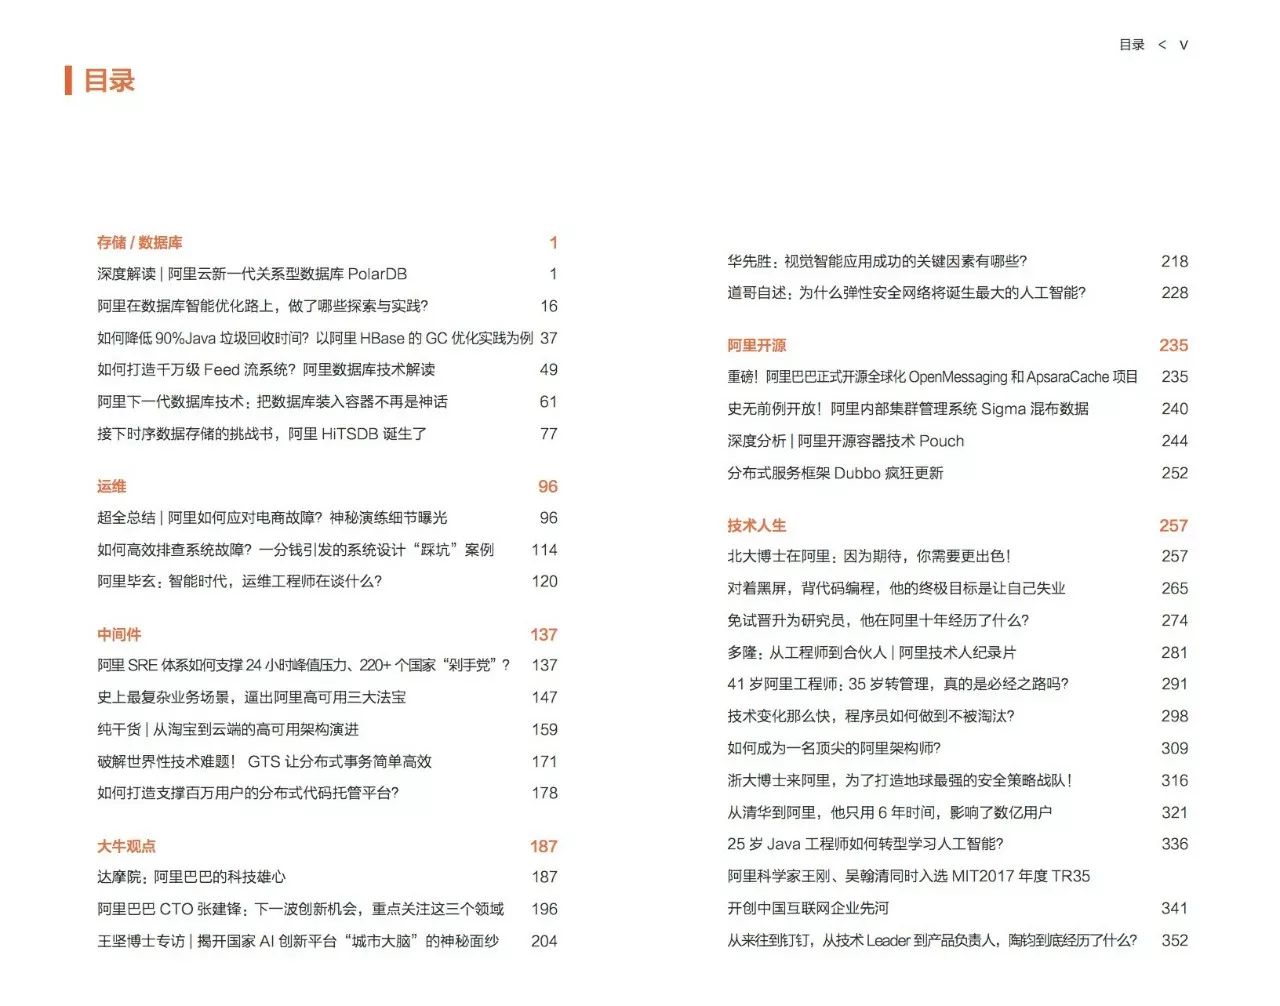 目录 < v
目录
存储 / 数据库 1
深度解读 | 阿里云新一代关系型数据库 PolarDB 1
阿里在数据库智能优化路上，做了哪些探索与实践？ 16
如何降低 90%Java 垃圾回收时间？以阿里 HBase 的 GC 优化实践为例 37
如何打造千万级 Feed 流系统？阿里数据库技术解读 49
阿里下一代数据库技术：把数据库装入容器不再是神话 61
接下时序数据存储的挑战书，阿里 HiTSDB 诞生了 77
运维 96
超全总结 | 阿里如何应对电商故障？神秘演练细节曝光 96
如何高效排查系统故障？一分钱引发的系统设计“踩坑”案例 114
阿里毕玄：智能时代，运维工程师在谈什么？ 120
中间件 137
阿里 SRE 体系如何支撑 24 小时峰值压力、220+ 个国家“剁手党”？ 137
史上最复杂业务场景，逼出阿里高可用三大法宝 147
纯干货 | 从淘宝到云端的高可用架构演进 159
破解世界性技术难题！ GTS 让分布式事务简单高效 171
如何打造支撑百万用户的分布式代码托管平台？ 178
大牛观点 187
达摩院：阿里巴巴的科技雄心 187
阿里巴巴 CTO 张建锋：下一波创新机会，重点关注这三个领域 196
王坚博士专访 | 揭开国家 AI 创新平台“城市大脑”的神秘面纱 204
华先胜：视觉智能应用成功的关键因素有哪些？ 218
道哥自述：为什么弹性安全网络将诞生最大的人工智能？ 228
阿里开源 235
重磅！阿里巴巴正式开源全球化 OpenMessaging 和 ApsaraCache 项目 235
史无前例开放！阿里内部集群管理系统 Sigma 混布数据 240
深度分析 | 阿里开源容器技术 Pouch 244
分布式服务框架 Dubbo 疯狂更新 252
技术人生 257
北大博士在阿里：因为期待，你需要更出色！ 257
对着黑屏，背代码编程，他的终极目标是让自己失业 265
免试晋升为研究员，他在阿里十年经历了什么？ 274
多隆：从工程师到合伙人 | 阿里技术人纪录片 281
41 岁阿里工程师：35 岁转管理，真的是必经之路吗？ 291
技术变化那么快，程序员如何做到不被淘汰？ 298
如何成为一名顶尖的阿里架构师？ 309
浙大博士来阿里，为了打造地球最强的安全策略战队！ 316
从清华到阿里，他只用 6 年时间，影响了数亿用户 321
25 岁 Java 工程师如何转型学习人工智能？ 336
阿里科学家王刚、吴翰清同时入选 MIT2017 年度 TR35
开创中国互联网企业先河 341
从来往到钉钉，从技术 Leader 到产品负责人，陶钧到底经历了什么？ 352